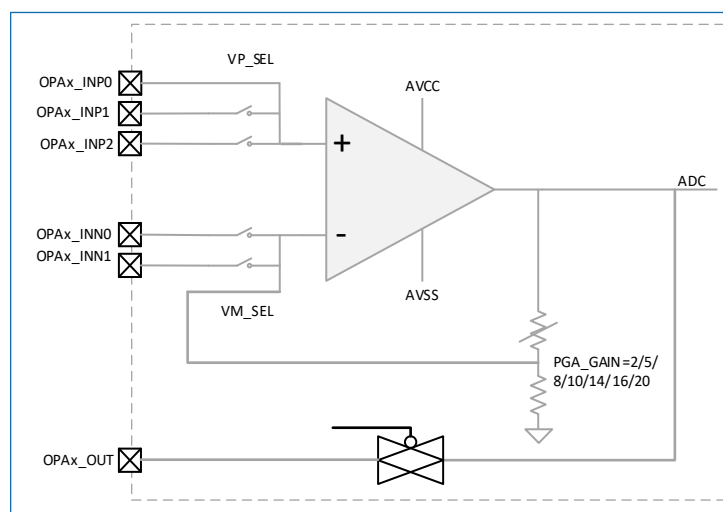 VP_SEL
OPAx_INP0
OPAx_INP1
OPAx_INP2
AVCC
+
ADC
OPAx_INN0
-
OPAx_INN1
AVSS
VM_SEL
PGA_GAIN=2/5/
8/10/14/16/20
OPAx_OUT